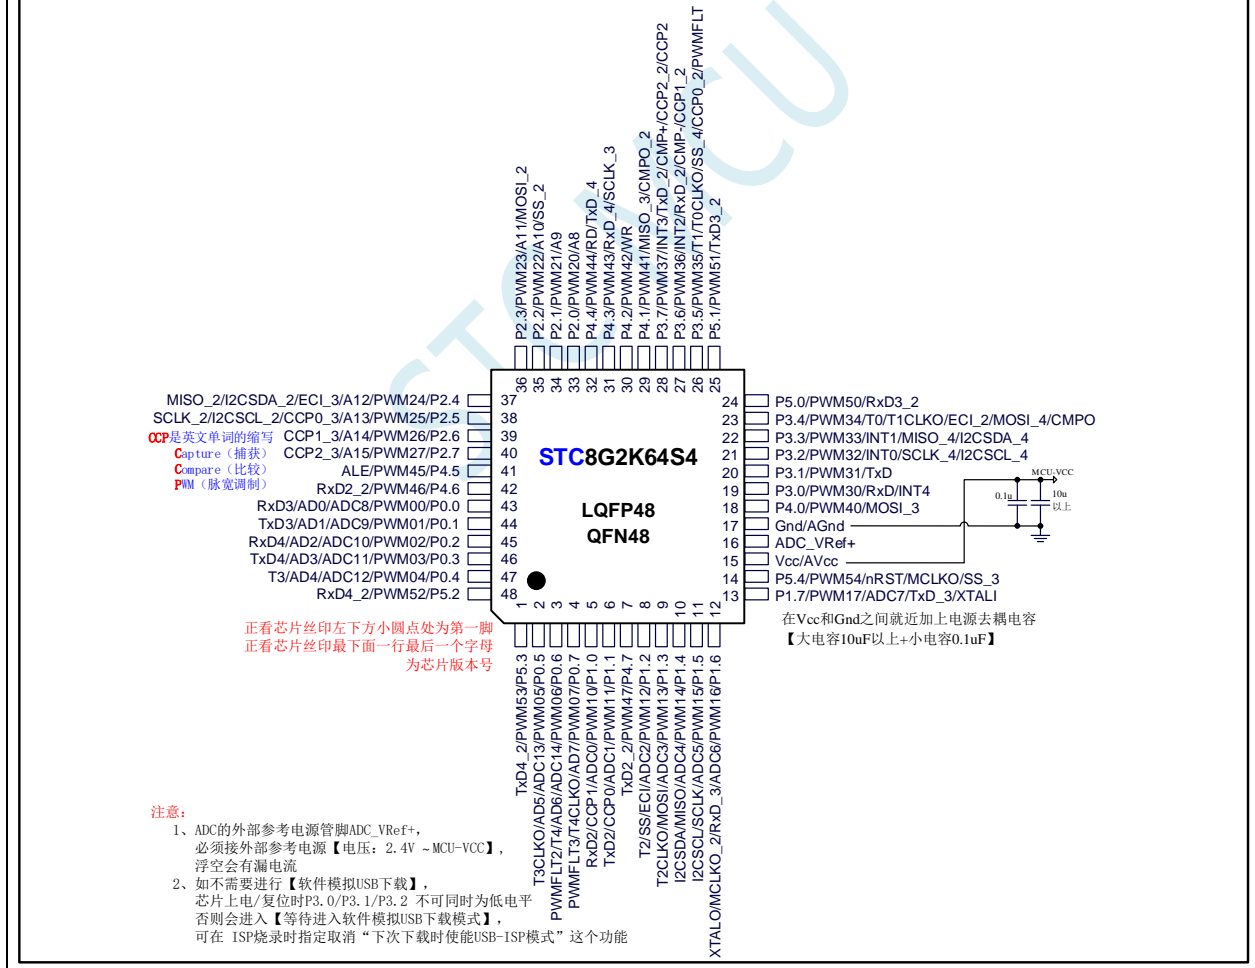 P2.3/PWM23/A11/MOSI_2
P2.2/PWM22/A10/SS_2
P2.1/PWM21/A9
P2.0/PWM20/A8
P4.4/PWM44/RD/TxD_4
P4.3/PWM43/RxD_4/SCLK_3
P4.2/PWM42/WR
P4.1/PWM41/MISO_3/CMPO_2
P3.7/PWM37/INT3/TxD_2/CMP+/CCP2_2/CCP2
P3.6/PWM36/INT2/RxD_2/CMP-/CCP1_2
P3.5/PWM35/T1/T0CLKO/SS_4/CCP0_2/PWMFLT
P5.1/PWM51/TxD3_2
36 35 34 33 32 31 30 29 28 27 26 25
MISO_2/I2CSDA_2/ECI_3/A12/PWM24/P2.4 37
SCLK_2/I2CSCL_2/CCP0_3/A13/PWM25/P2.5 38
CCP1_3/A14/PWM26/P2.6 39
CCP2_3/A15/PWM27/P2.7 40
ALE/PWM45/P4.5 41
RxD2_2/PWM46/P4.6 42
RxD3/AD0/ADC8/PWM00/P0.0 43
TxD3/AD1/ADC9/PWM01/P0.1 44
RxD4/AD2/ADC10/PWM02/P0.2 45
TxD4/AD3/ADC11/PWM03/P0.3 46
T3/AD4/ADC12/PWM04/P0.4 47
RxD4_2/PWM52/P5.2 48
CCP是英文单词的缩写
Capture（捕获）
Compare（比较）
PWM（脉宽调制）
STC8G2K64S4
LQFP48
QFN48
24 P5.0/PWM50/RxD3_2
23 P3.4/PWM34/T0/T1CLKO/ECI_2/MOSI_4/CMPO
22 P3.3/PWM33/INT1/MISO_4/I2CSDA_4
21 P3.2/PWM32/INT0/SCLK_4/I2CSCL_4
20 P3.1/PWM31/TxD
19 P3.0/PWM30/RxD/INT4
18 P4.0/PWM40/MOSI_3
17 Gnd/AGnd
16 ADC_VRef+
15 Vcc/AVcc
14 P5.4/PWM54/nRST/MCLKO/SS_3
13 P1.7/PWM17/ADC7/TxD_3/XTALI
MCU-VCC
0.1u
10u
以上
在Vcc和Gnd之间就近加上电源去耦电容
【大电容10uF以上+小电容0.1uF】
1 2 3 4 5 6 7 8 9 10 11 12
TxD4_2/PWM53/P5.3
T3CLKO/AD5/ADC13/PWM05/P0.5
PWMFLT2/T4/AD6/ADC14/PWM06/P0.6
PWMFLT3/T4CLKO/AD7/PWM07/P0.7
RxD2/CCP1/ADC0/PWM10/P1.0
TxD2/CCP0/ADC1/PWM11/P1.1
TxD2_2/PWM47/P4.7
T2/SS/ECI/ADC2/PWM12/P1.2
T2CLKO/MOSI/ADC3/PWM13/P1.3
I2CSDA/MISO/ADC4/PWM14/P1.4
I2CSCL/SCLK/ADC5/PWM15/P1.5
XTALO/MCLKO_2/RxD_3/ADC6/PWM16/P1.6
正看芯片丝印左下方小圆点处为第一脚
正看芯片丝印最下面一行最后一个字母
为芯片版本号
注意：
1、ADC的外部参考电源管脚ADC_VRef+，
必须接外部参考电源【电压：2.4V ~MCU-VCC】，
浮空会有漏电流
2、如不需要进行【软件模拟USB下载】，
芯片上电/复位时P3.0/P3.1/P3.2 不可同时为低电平
否则会进入【等待进入软件模拟USB下载模式】，
可在 ISP烧录时指定取消“下次下载时使能USB-ISP模式”这个功能
STCMCU